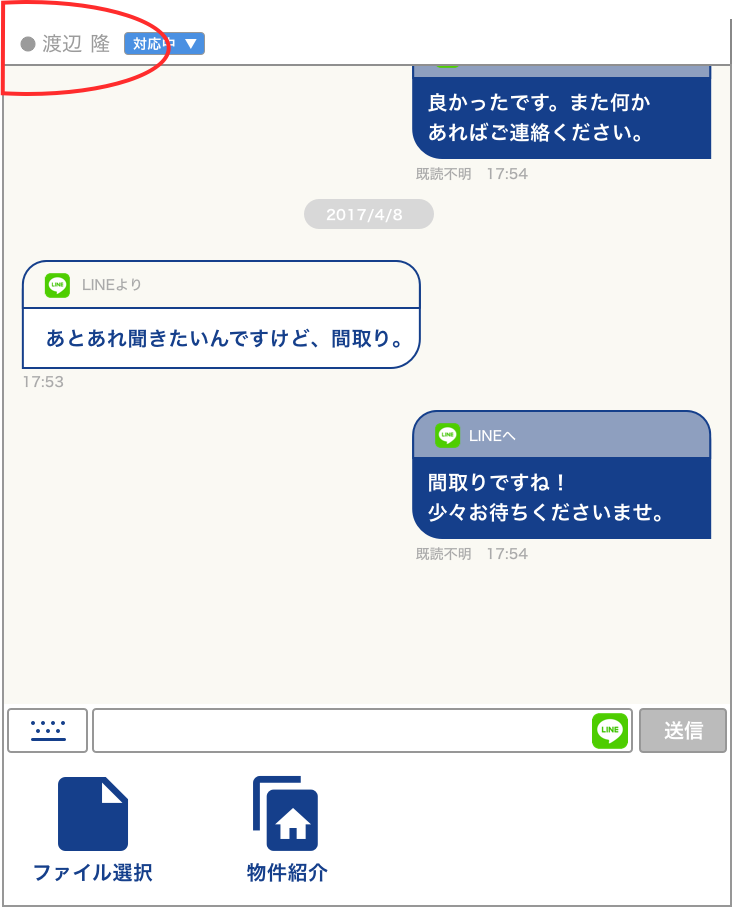 渡辺 隆 対応中 ▼
良かったです。また何か
あればご連絡ください。
既読不明 17:54
2017/4/8
LINE LINEより
あとあれ聞きたいんですけど、間取り。
17:53
LINE LINEへ
間取りですね！
少々お待ちくださいませ。
既読不明 17:54
LINE 送信
ファイル選択 物件紹介